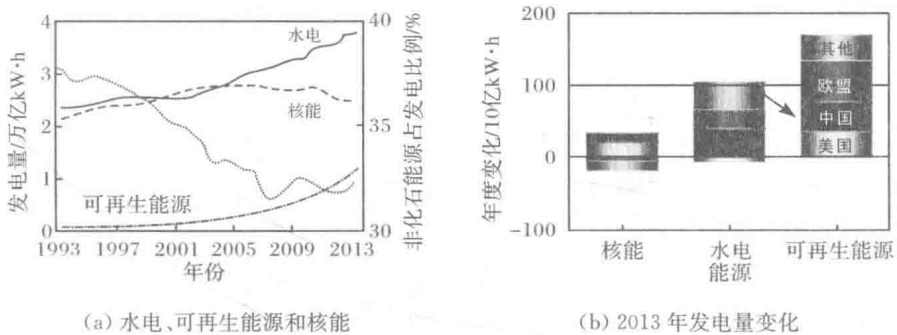 发电量/万亿kW·h
4
3
2
1
0
水电
核能
可再生能源
1993
1997
2001
2005
2009
2013
年份
40
35
30
非化石能源占发电比例/%
(a) 水电、可再生能源和核能
年度变化/10亿kW·h
200
100
0
-100
其他
欧盟
中国
美国
核能
水电
能源
可再生能源
(b) 2013年发电量变化